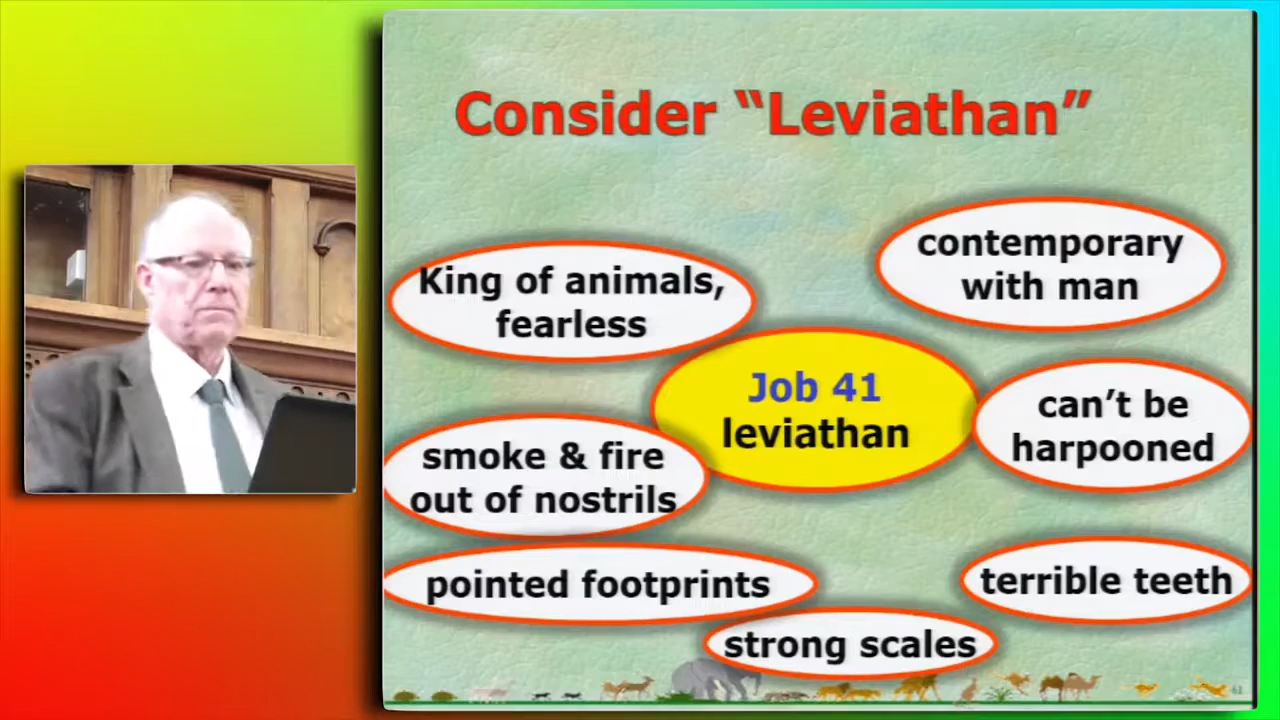 Consider “Leviathan”
contemporary
with man
King of animals,
fearless
Job 41
leviathan
can’t be
harpooned
smoke & fire
out of nostrils
pointed footprints
terrible teeth
strong scales